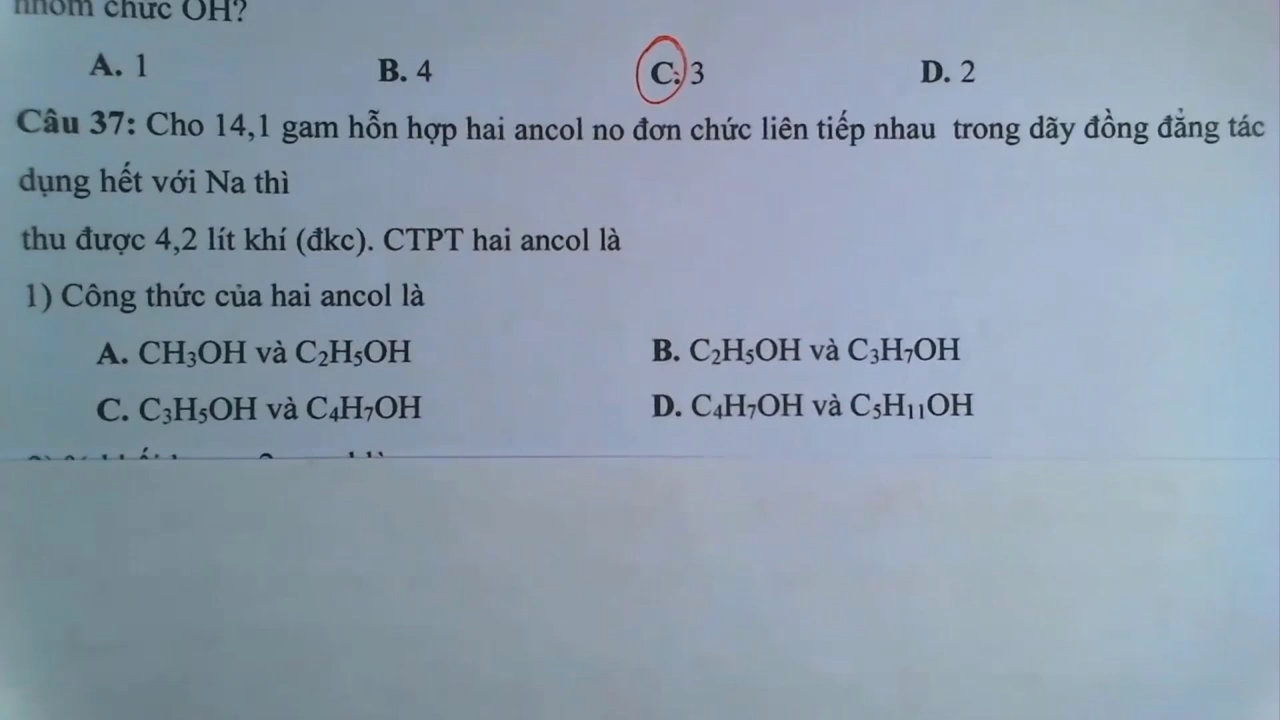 nhóm chức OH?
A. 1 B. 4 C. 3 D. 2
Câu 37: Cho 14,1 gam hỗn hợp hai ancol no đơn chức liên tiếp nhau trong dãy đồng đẳng tác
dụng hết với Na thì
thu được 4,2 lít khí (đkc). CTPT hai ancol là
1) Công thức của hai ancol là
A. CH₃OH và C₂H₅OH B. C₂H₅OH và C₃H₇OH
C. C₃H₅OH và C₄H₇OH D. C₄H₇OH và C₅H₁₁OH